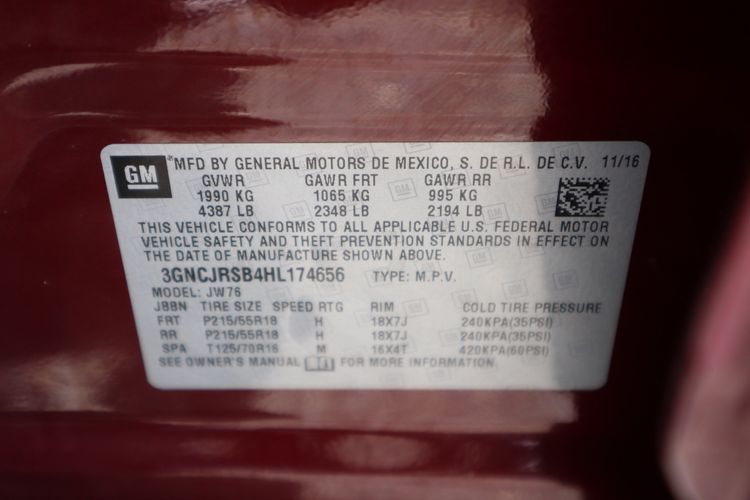 GM
*MFD BY GENERAL MOTORS DE MEXICO, S. DE R.L. DE C.V. 11/16
GVWR GAWR FRT GAWR RR
1990 KG 1065 KG 995 KG
4387 LB 2348 LB 2194 LB
THIS VEHICLE CONFORMS TO ALL APPLICABLE U.S. FEDERAL MOTOR
VEHICLE SAFETY AND THEFT PREVENTION STANDARDS IN EFFECT ON
THE DATE OF MANUFACTURE SHOWN ABOVE.
3GNCJRSB4HL174656 TYPE: M.P.V.
MODEL: JW76
JBBN TIRE SIZE SPEED RTG RIM COLD TIRE PRESSURE
FRT P215/55R18 H 18X7J 240KPA(35PSI)
RR P215/55R18 H 18X7J 240KPA(35PSI)
SPA T125/70R16 M 16X4T 420KPA(60PSI)
SEE OWNER'S MANUAL FOR MORE INFORMATION